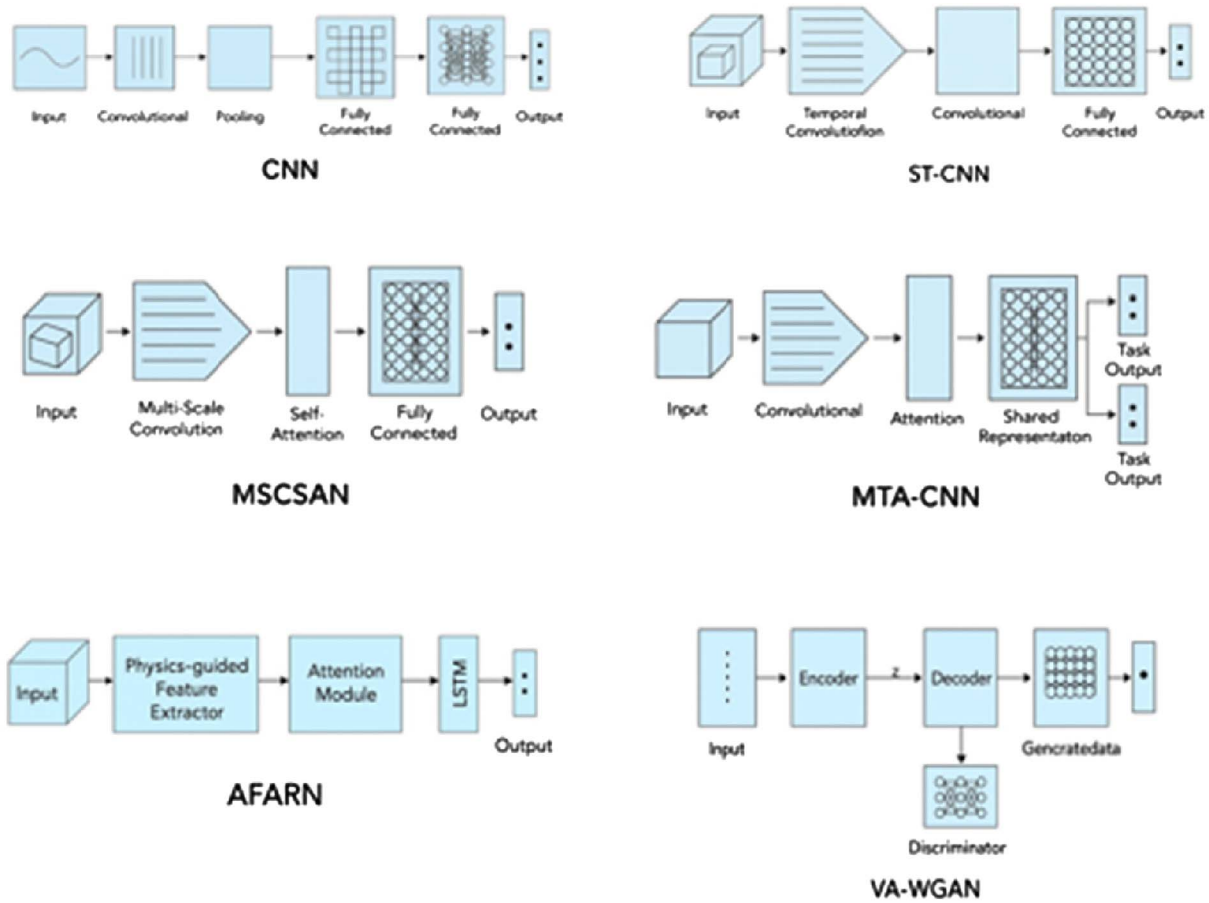 Input
Convolutional
Pooling
Fully
Connected
Fully
Connected
Output
CNN
Input
Temporal
Convolutiofion
Convolutional
Fully
Connected
Output
ST-CNN
Input
Multi-Scale
Convolution
Self-
Attention
Fully
Connected
Output
MSCSAN
Input
Convolutional
Attention
Shared
Representaton
Task
Output
Task
Output
MTA-CNN
Input
Physics-guided
Feature
Extractor
Attention
Module
LSTM
Output
AFARN
Input
Encoder
z
Decoder
Gencratedata
Discriminator
VA-WGAN